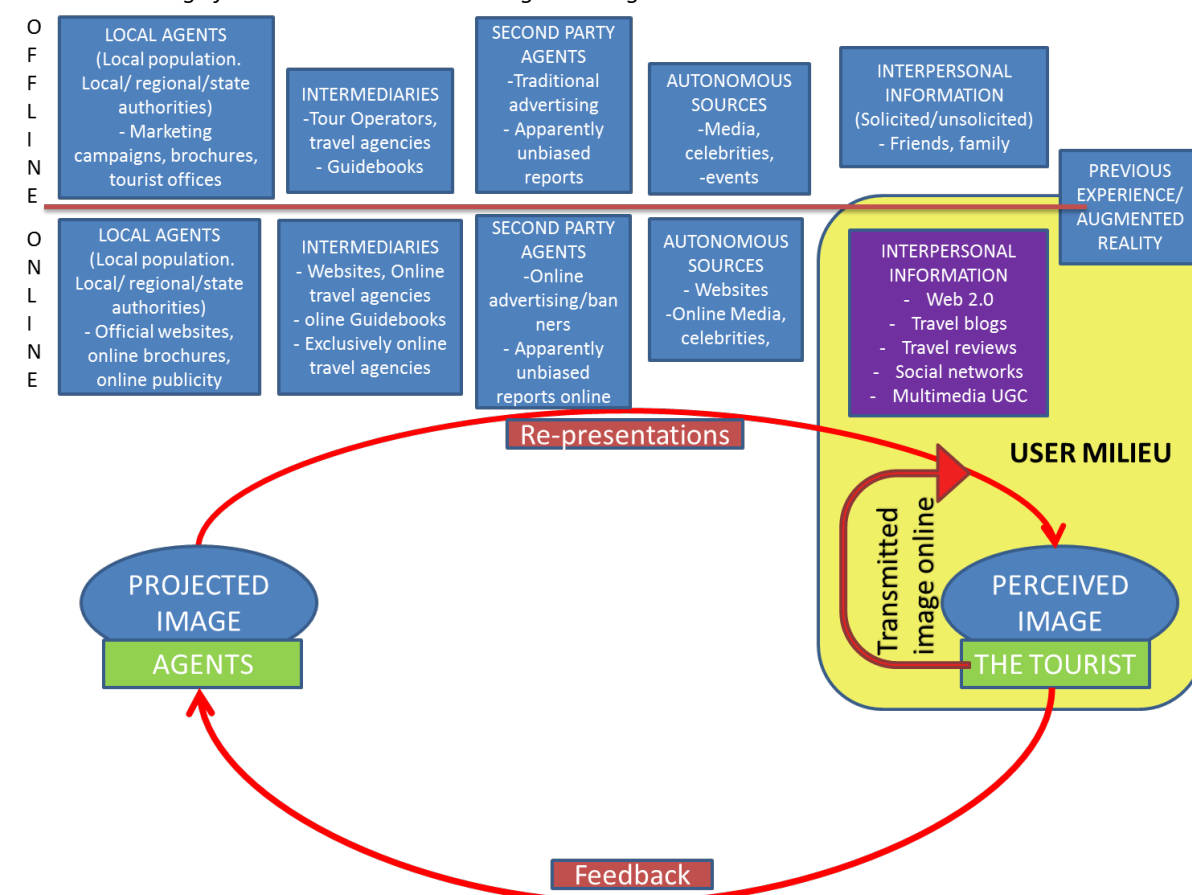 OFFLINE
LOCAL AGENTS
(Local population.
Local/ regional/state
authorities)
- Marketing
campaigns, brochures,
tourist offices
INTERMEDIARIES
-Tour Operators,
travel agencies
- Guidebooks
SECOND PARTY
AGENTS
-Traditional
advertising
- Apparently
unbiased
reports
AUTONOMOUS
SOURCES
-Media,
celebrities,
-events
INTERPERSONAL
INFORMATION
(Solicited/unsolicited)
- Friends, family
PREVIOUS
EXPERIENCE/
AUGMENTED
REALITY
ONLINE
LOCAL AGENTS
(Local population.
Local/ regional/state
authorities)
- Official websites,
online brochures,
online publicity
INTERMEDIARIES
- Websites, Online
travel agencies
- oline Guidebooks
- Exclusively online
travel agencies
SECOND PARTY
AGENTS
-Online
advertising/ban
ners
- Apparently
unbiased
reports online
AUTONOMOUS
SOURCES
- Websites
-Online Media,
celebrities,
INTERPERSONAL
INFORMATION
- Web 2.0
- Travel blogs
- Travel reviews
- Social networks
- Multimedia UGC
Re-presentations
USER MILIEU
Transmitted
image online
PROJECTED
IMAGE
AGENTS
PERCEIVED
IMAGE
THE TOURIST
Feedback